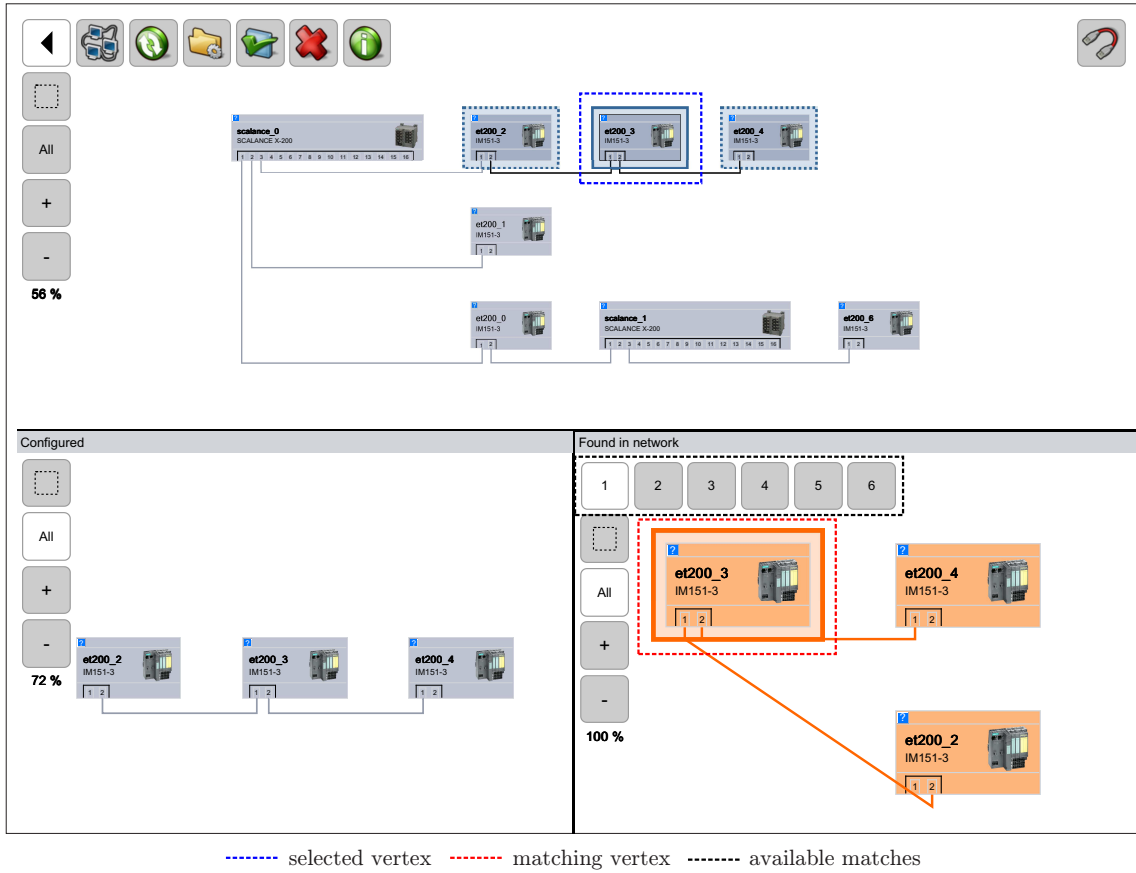 All
+
-
56 %
?
scalance_0
SCALANCE X-200
1 2 3 4 5 6 7 8 9 10 11 12 13 14 15 16
?
et200_2
IM151-3
1 2
?
et200_3
IM151-3
1 2
?
et200_4
IM151-3
1 2
?
et200_1
IM151-3
1 2
?
et200_0
IM151-3
1 2
?
scalance_1
SCALANCE X-200
1 2 3 4 5 6 7 8 9 10 11 12 13 14 15 16
?
et200_6
IM151-3
1 2
Configured
All
+
-
72 %
?
et200_2
IM151-3
1 2
?
et200_3
IM151-3
1 2
?
et200_4
IM151-3
1 2
Found in network
1 2 3 4 5 6
All
+
-
100 %
?
et200_3
IM151-3
1 2
?
et200_4
IM151-3
1 2
?
et200_2
IM151-3
1 2
selected vertex matching vertex available matches